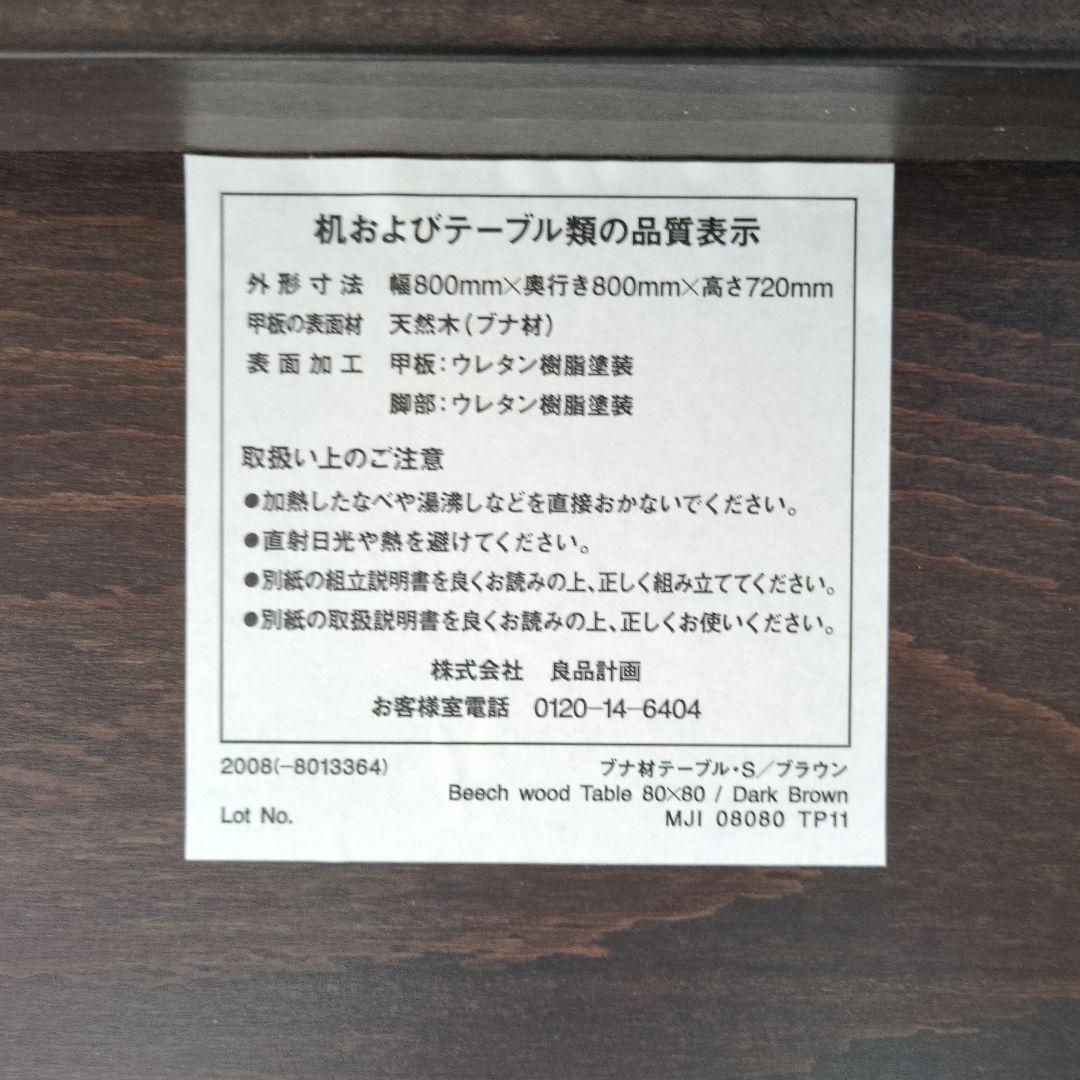 机およびテーブル類の品質表示
外形寸法 幅800mm×奥行き800mm×高さ720mm
甲板の表面材 天然木(ブナ材)
表面加工 甲板:ウレタン樹脂塗装
脚部:ウレタン樹脂塗装
取扱い上のご注意
●加熱したなべや湯沸しなどを直接おかないでください。
●直射日光や熱を避けてください。
●別紙の組立説明書を良くお読みの上、正しく組み立ててください。
●別紙の取扱説明書を良くお読みの上、正しくお使いください。
株式会社 良品計画
お客様室電話 0120-14-6404
2008(-8013364) ブナ材テーブル・S/ブラウン
Beech wood Table 80×80 / Dark Brown
Lot No. MJI 08080 TP11